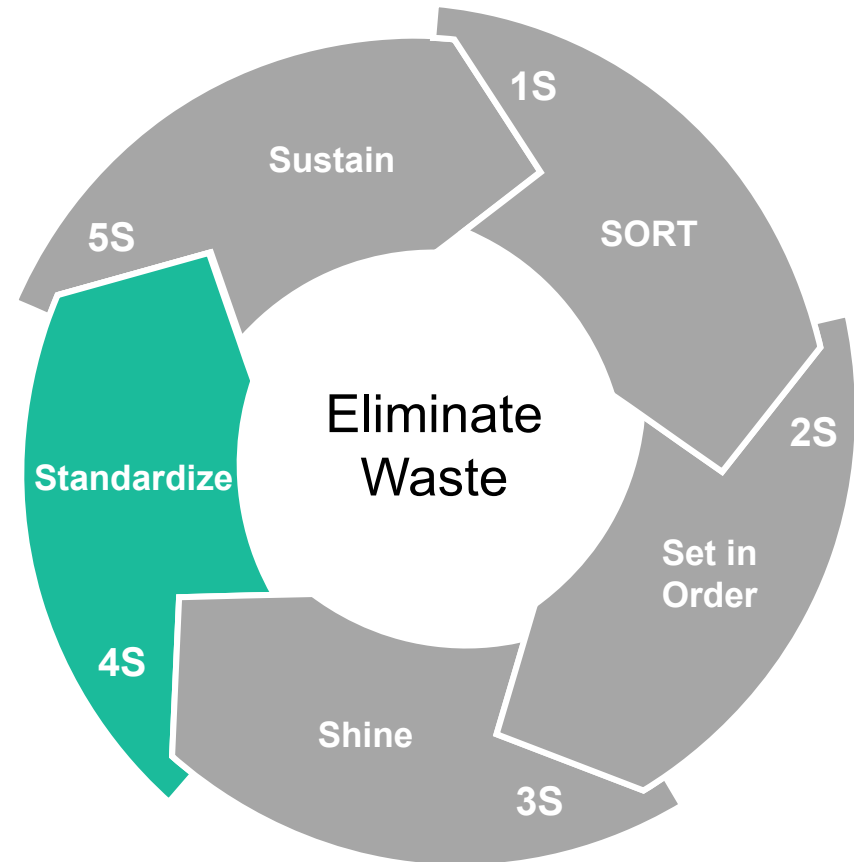 1S
SORT
2S
Set in
Order
3S
Shine
4S
Standardize
5S
Sustain
Eliminate
Waste